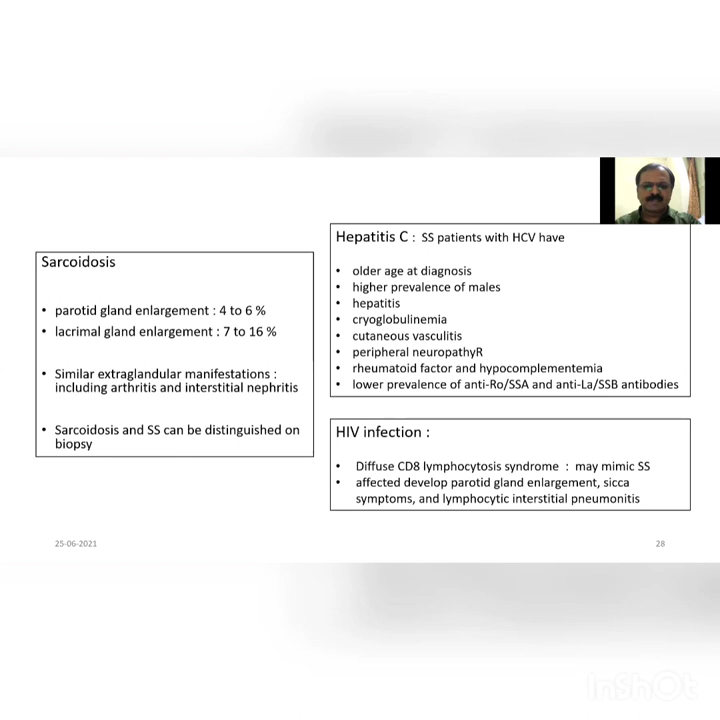 Sarcoidosis
• parotid gland enlargement : 4 to 6 %
• lacrimal gland enlargement : 7 to 16 %
• Similar extraglandular manifestations :
including arthritis and interstitial nephritis
• Sarcoidosis and SS can be distinguished on
biopsy
Hepatitis C : SS patients with HCV have
• older age at diagnosis
• higher prevalence of males
• hepatitis
• cryoglobulinemia
• cutaneous vasculitis
• peripheral neuropathyR
• rheumatoid factor and hypocomplementemia
• lower prevalence of anti-Ro/SSA and anti-La/SSB antibodies
HIV infection :
• Diffuse CD8 lymphocytosis syndrome : may mimic SS
• affected develop parotid gland enlargement, sicca
symptoms, and lymphocytic interstitial pneumonitis
25-06-2021
28
InShOt